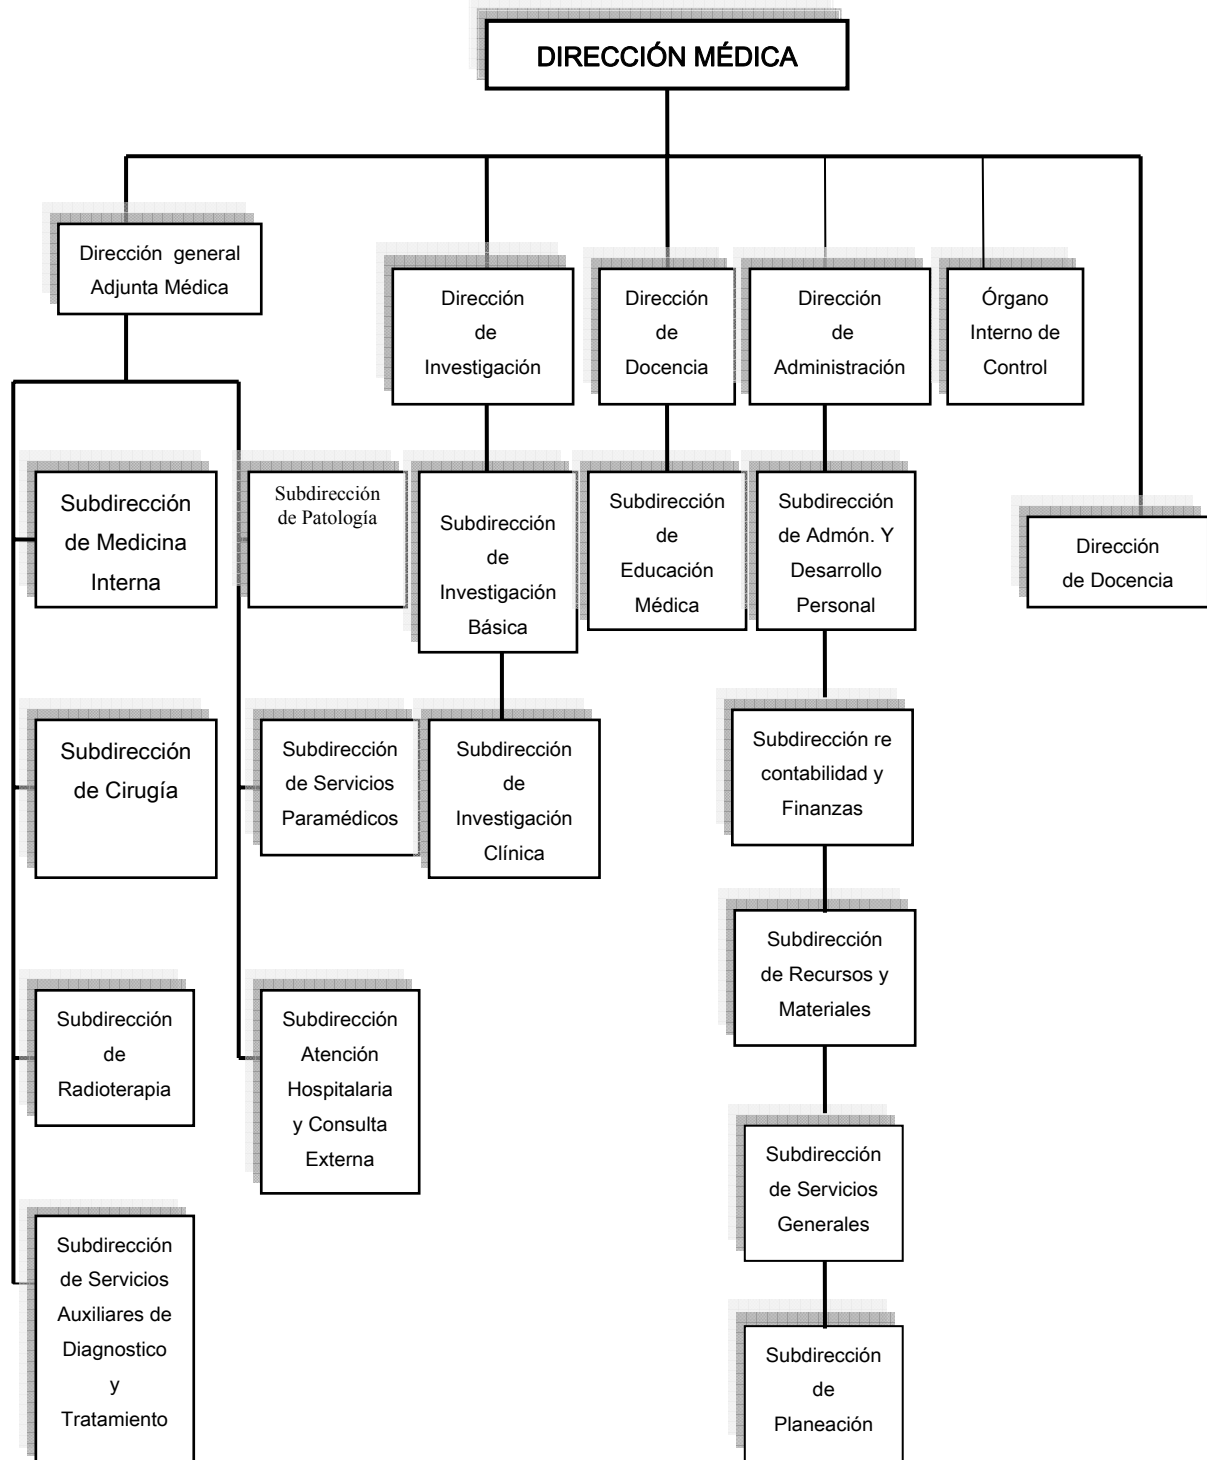 DIRECCIÓN MÉDICA
Dirección general
Adjunta Médica
Dirección
de
Investigación
Dirección
de
Docencia
Dirección
de
Administración
Órgano
Interno de
Control
Subdirección
de Medicina
Interna
Subdirección
de Patología
Subdirección
de
Investigación
Básica
Subdirección
de
Educación
Médica
Subdirección
de Admón. Y
Desarrollo
Personal
Dirección
de Docencia
Subdirección
de Cirugía
Subdirección
de Servicios
Paramédicos
Subdirección
de
Investigación
Clínica
Subdirección re
contabilidad y
Finanzas
Subdirección
de Recursos y
Materiales
Subdirección
de
Radioterapia
Subdirección
Atención
Hospitalaria
y Consulta
Externa
Subdirección
de Servicios
Generales
Subdirección
de Servicios
Auxiliares de
Diagnostico
y
Tratamiento
Subdirección
de
Planeación